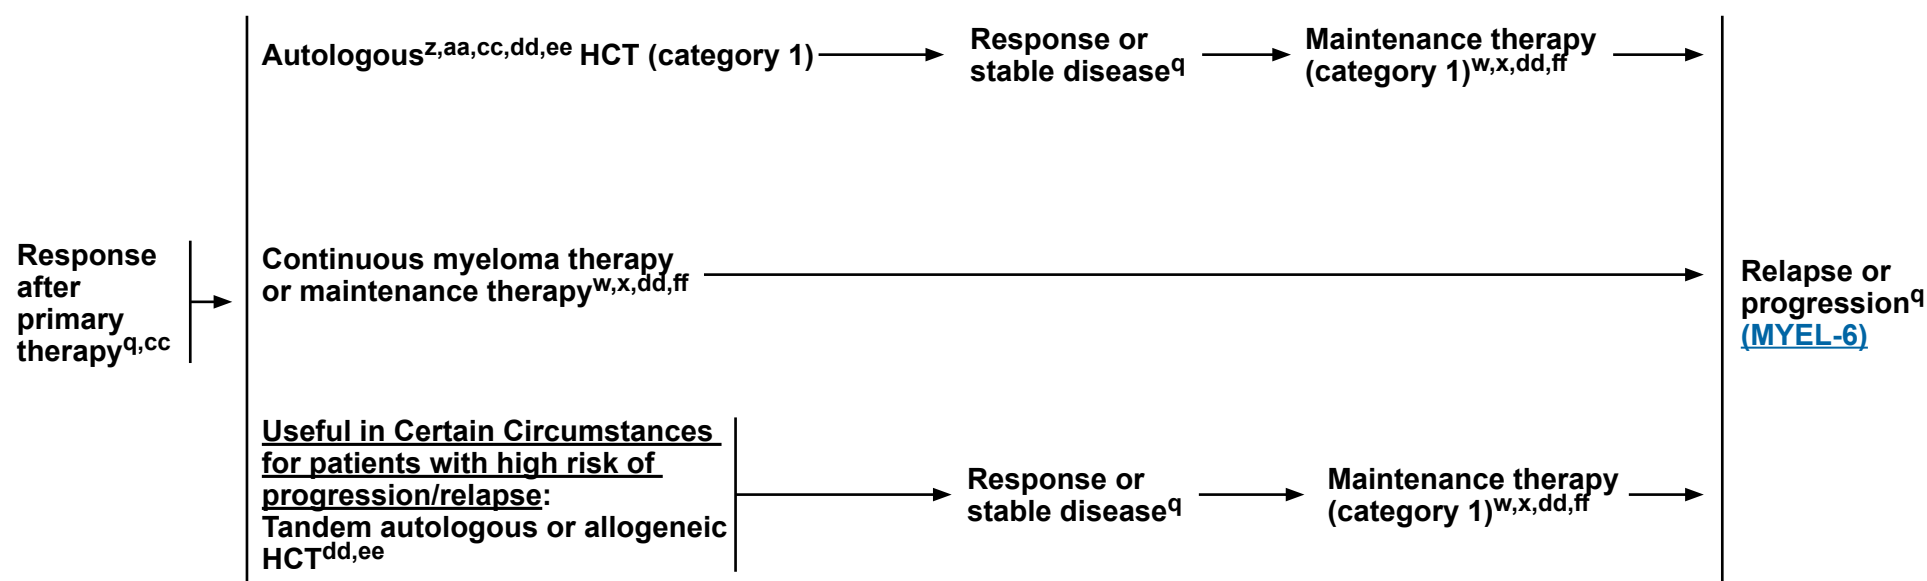 Response
after
primary
therapyq,cc
Autologousz,aa,cc,dd,ee HCT (category 1)
Response or
stable diseaseq
Maintenance therapy
(category 1)w,x,dd,ff
Continuous myeloma therapy
or maintenance therapyw,x,dd,ff
Useful in Certain Circumstances
for patients with high risk of
progression/relapse:
Tandem autologous or allogeneic
HCTdd,ee
Response or
stable diseaseq
Maintenance therapy
(category 1)w,x,dd,ff
Relapse or
progressionq
(MYEL-6)